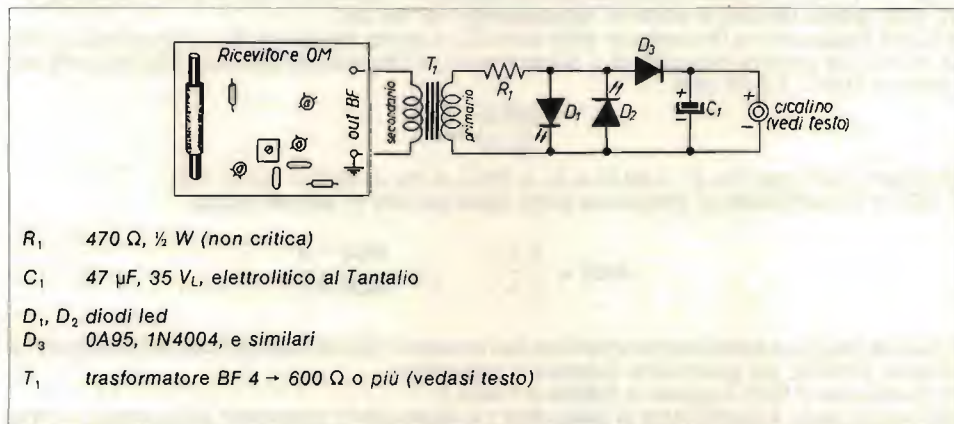 Ricevitore OM
out BF
secondario
T₁
primario
R₁
D₁
D₂
D₃
+
C₁
-
+
-
cicalino
(vedi testo)
R₁ 470 Ω, ½ W (non critica)
C₁ 47 µF, 35 VL, elettrolitico al Tantalio
D₁, D₂ diodi led
D₃ 0A95, 1N4004, e similari
T₁ trasformatore BF 4 → 600 Ω o più (vedasi testo)